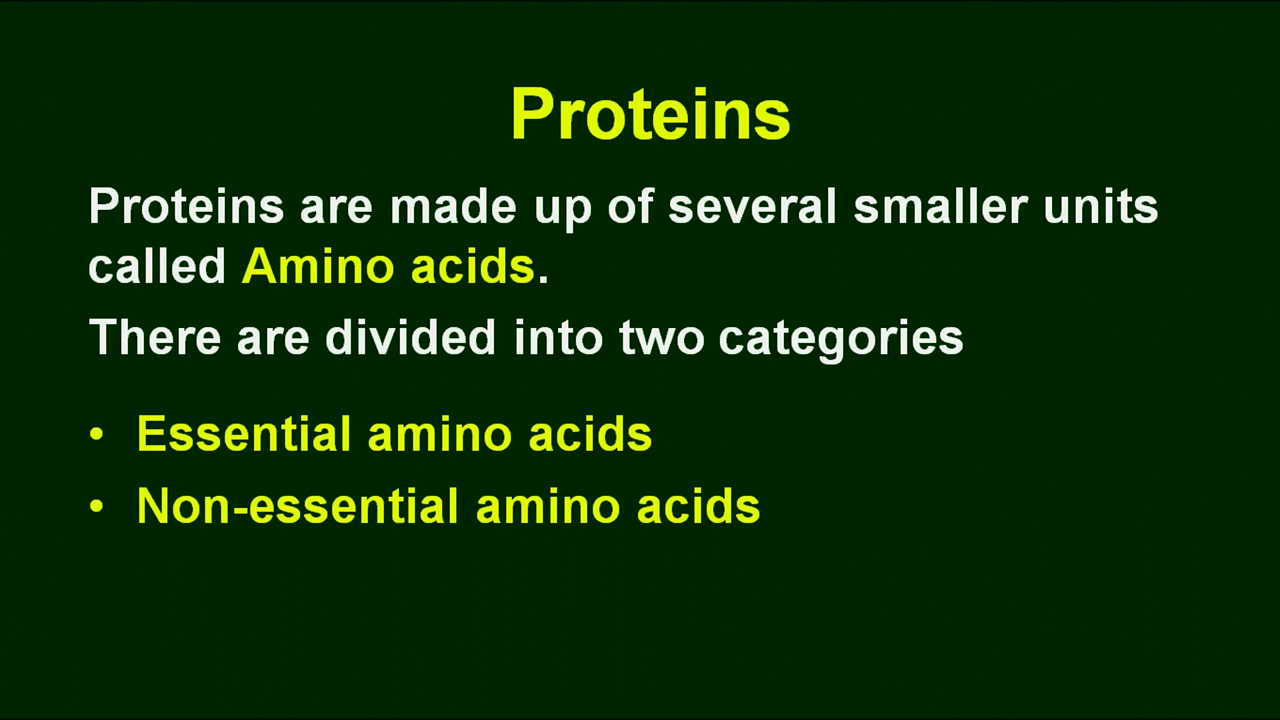 Proteins
Proteins are made up of several smaller units
called Amino acids.
There are divided into two categories
• Essential amino acids
• Non-essential amino acids